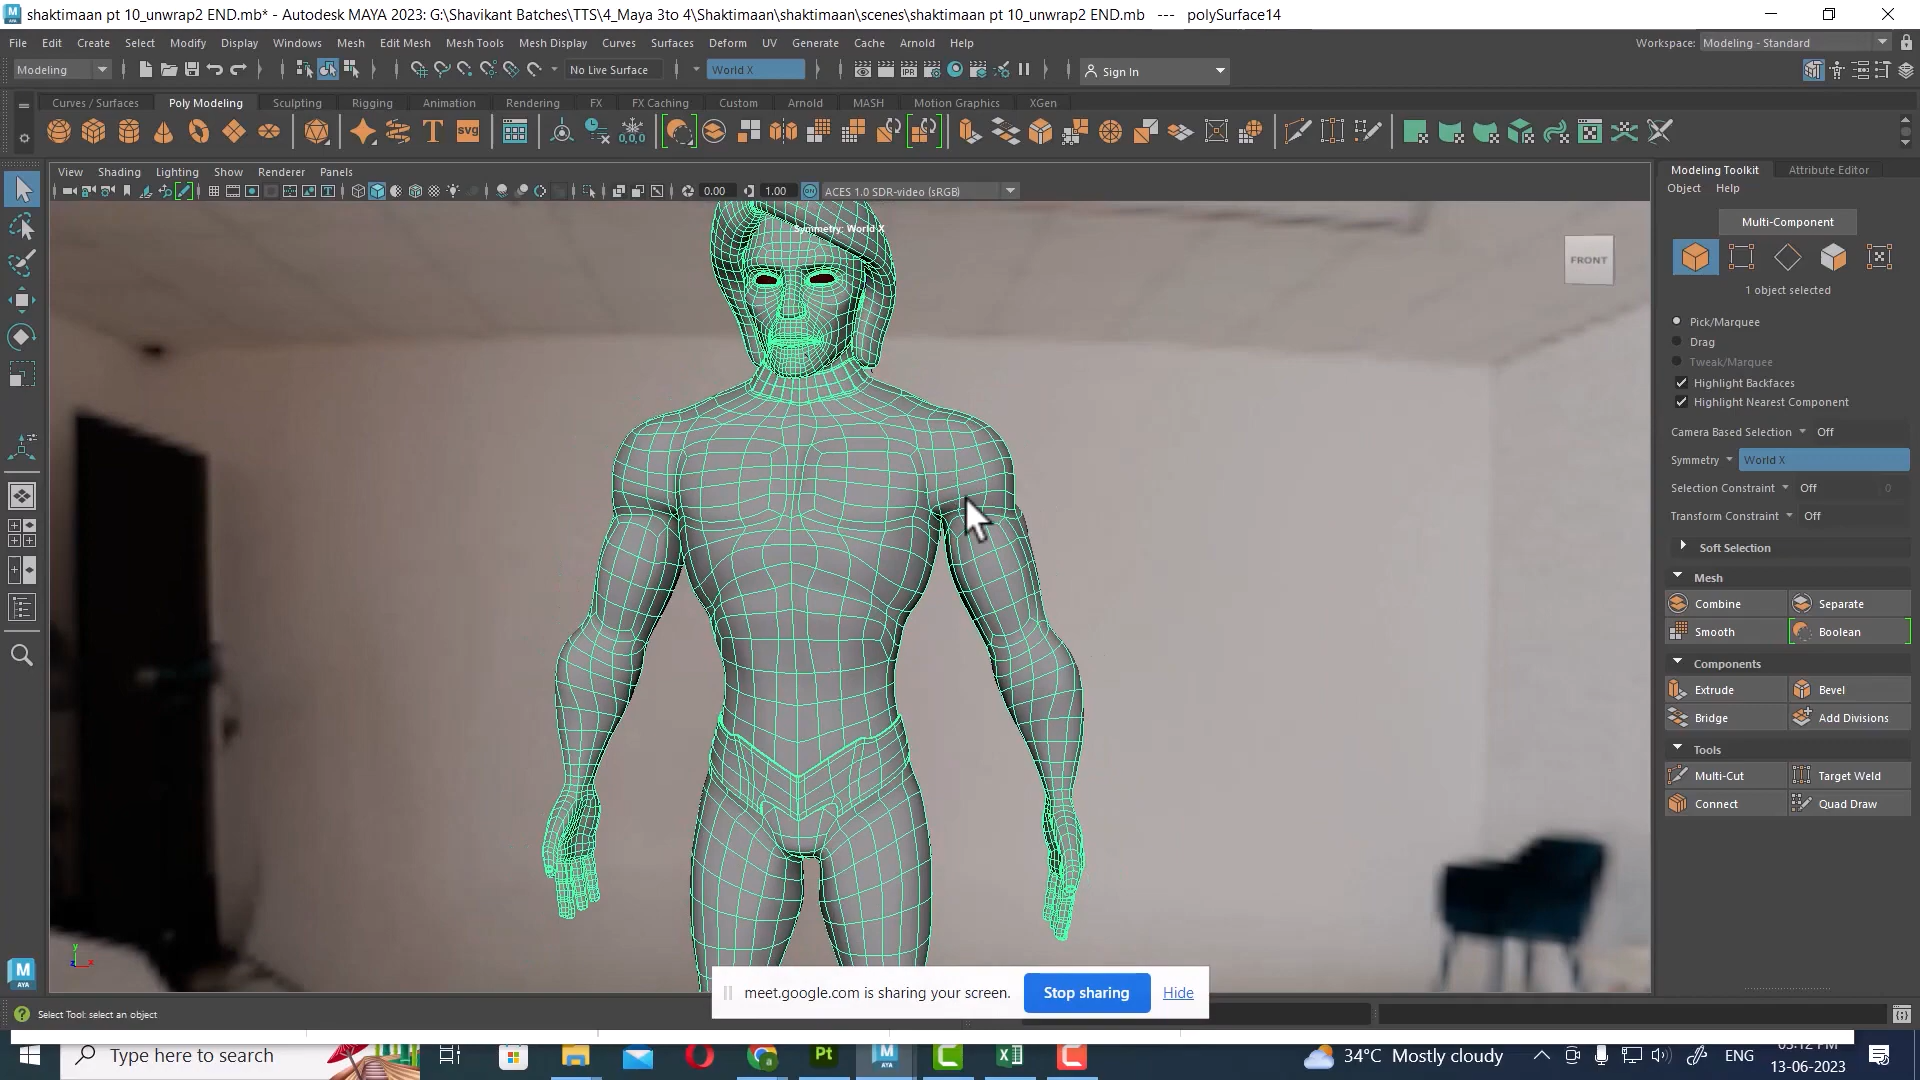 shaktimaan pt 10_unwrap2 END.mb* - Autodesk MAYA 2023: G:\Shavikant Batches\TTS\4_Maya 3to 4\Shaktimaan\shaktimaan\scenes\shaktimaan pt 10_unwrap2 END.mb --- polySurface14
File Edit Create Select Modify Display Windows Mesh Edit Mesh Mesh Tools Mesh Display Curves Surfaces Deform UV Generate Cache Arnold Help
Workspace: Modeling - Standard
Modeling No Live Surface World X IPR Sign In
Curves / Surfaces Poly Modeling Sculpting Rigging Animation Rendering FX FX Caching Custom Arnold MASH Motion Graphics XGen
T SVG 0,0,0
View Shading Lighting Show Renderer Panels
0.00 1.00 ACES 1.0 SDR-video (sRGB)
Symmetry: World X
FRONT
Modeling Toolkit Attribute Editor
Object Help
Multi-Component
1 object selected
Pick/Marquee
Drag
Tweak/Marquee
Highlight Backfaces
Highlight Nearest Component
Camera Based Selection Off
Symmetry World X
Selection Constraint Off 0
Transform Constraint Off
Soft Selection
Mesh
Combine Separate
Smooth Boolean
Components
Extrude Bevel
Bridge Add Divisions
Tools
Multi-Cut Target Weld
Connect Quad Draw
y
z x
M
AYA
meet.google.com is sharing your screen. Stop sharing Hide
Select Tool: select an object
Type here to search
Pt
34°C Mostly cloudy
ENG
13-06-2023